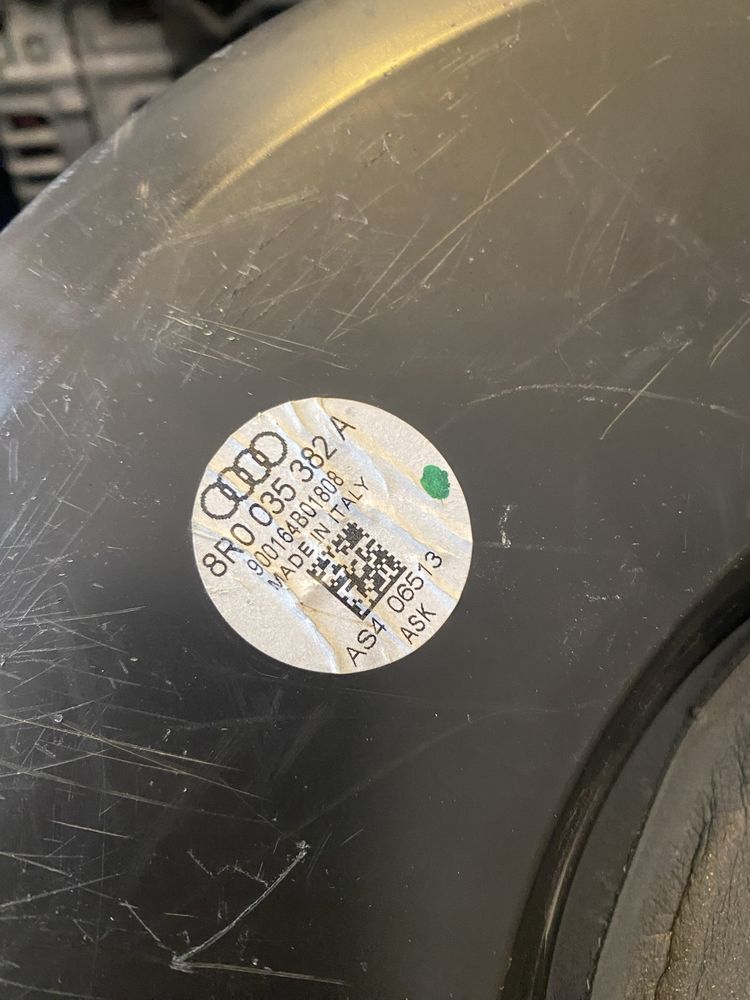 8R0 035 382 A
900164B01808
MADE IN ITALY
AS4 06513
ASK